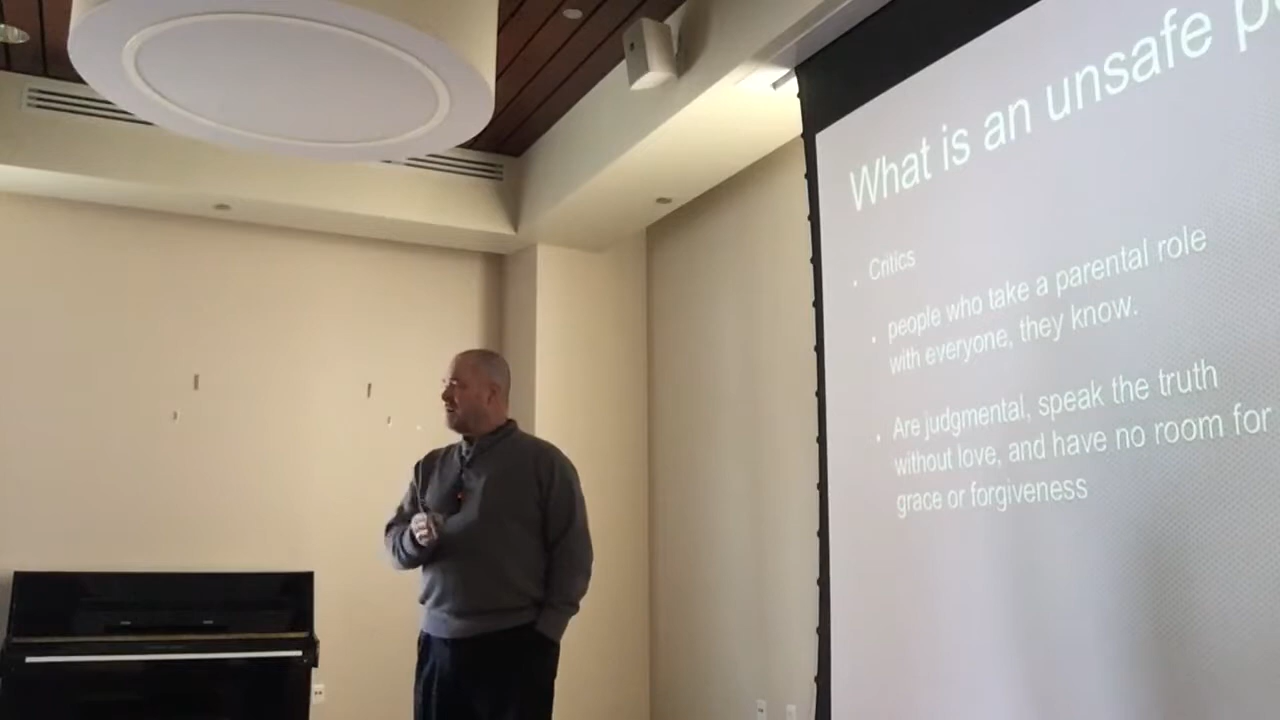 What is an unsafe p
Critics
people who take a parental role
with everyone, they know.
Are judgmental, speak the truth
without love, and have no room for
grace or forgiveness